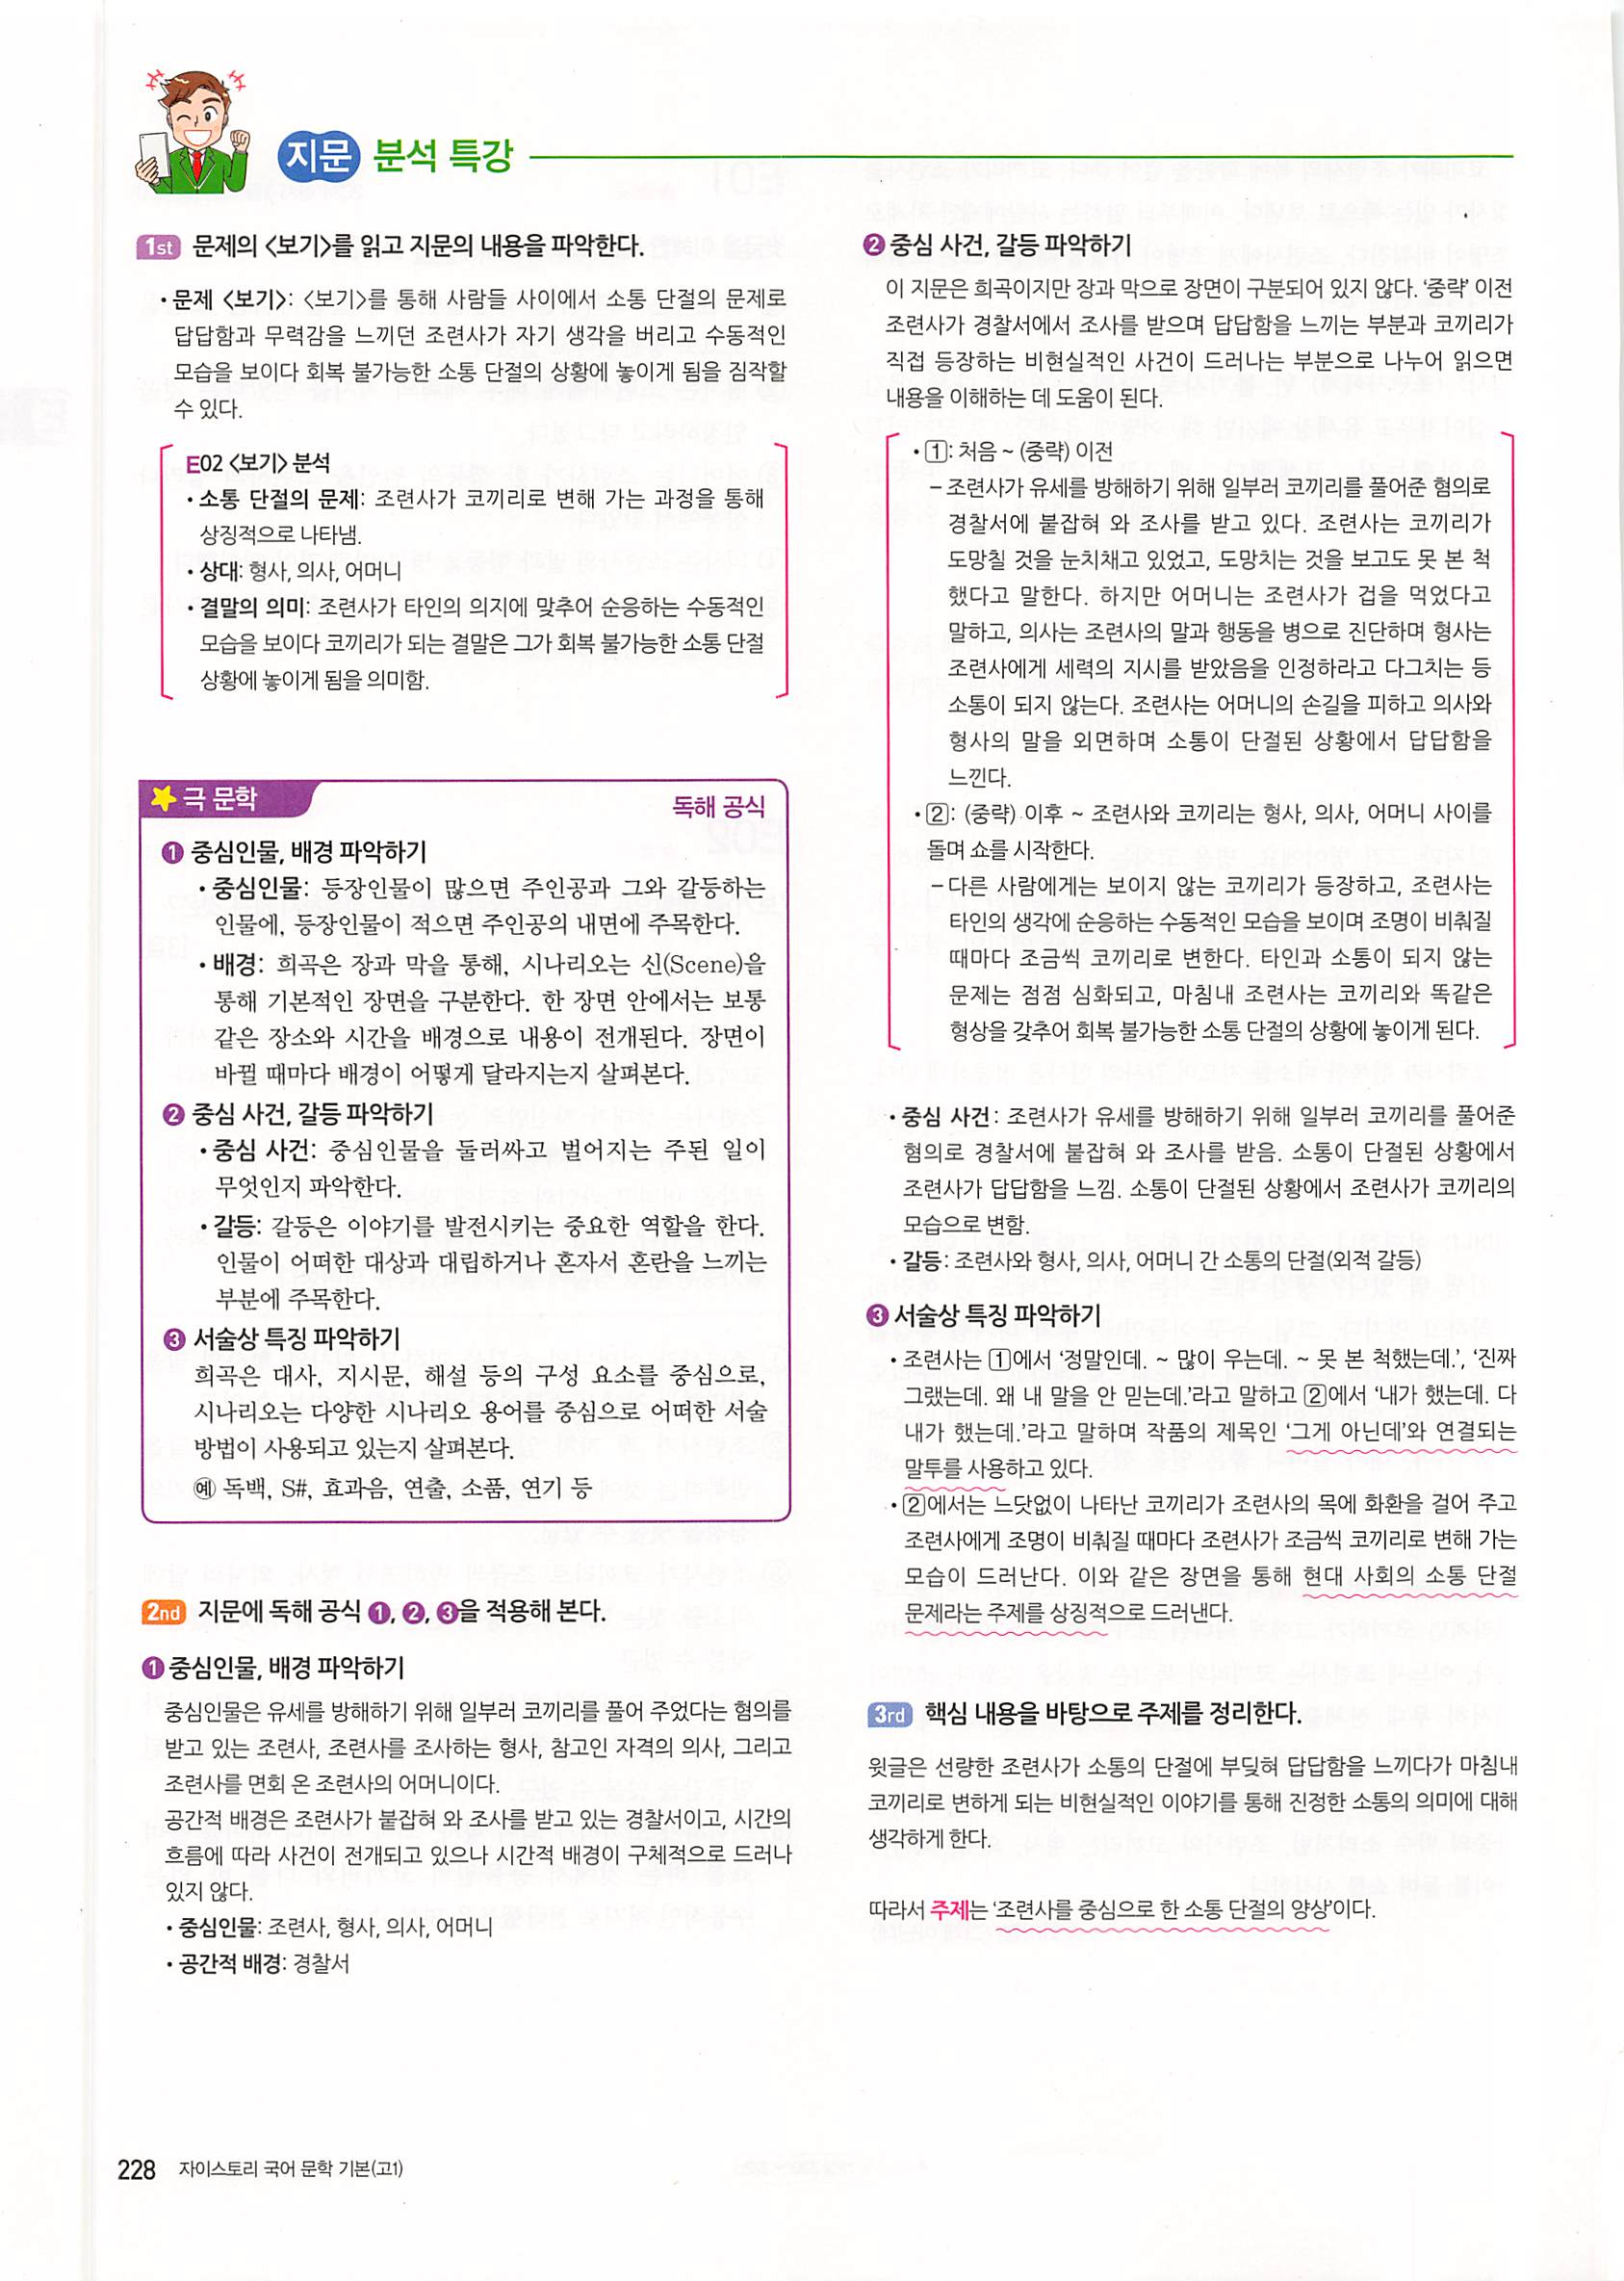 지문 분석 특강
1st 문제의 <보기>를 읽고 지문의 내용을 파악한다.
• 문제 <보기>: <보기>를 통해 사람들 사이에서 소통 단절의 문제로
답답함과 무력감을 느끼던 조련사가 자기 생각을 버리고 수동적인
모습을 보이다 회복 불가능한 소통 단절의 상황에 놓이게 됨을 짐작할
수 있다.
E02 <보기> 분석
• 소통 단절의 문제: 조련사가 코끼리로 변해 가는 과정을 통해
상징적으로 나타냄.
• 상대: 형사, 의사, 어머니
• 결말의 의미: 조련사가 타인의 의지에 맞추어 순응하는 수동적인
모습을 보이다 코끼리가 되는 결말은 그가 회복 불가능한 소통 단절
상황에 놓이게 됨을 의미함.
극 문학
독해 공식
❶ 중심인물, 배경 파악하기
• 중심인물: 등장인물이 많으면 주인공과 그와 갈등하는
인물에, 등장인물이 적으면 주인공의 내면에 주목한다.
• 배경: 희곡은 장과 막을 통해, 시나리오는 신(Scene)을
통해 기본적인 장면을 구분한다. 한 장면 안에서는 보통
같은 장소와 시간을 배경으로 내용이 전개된다. 장면이
바뀔 때마다 배경이 어떻게 달라지는지 살펴본다.
❷ 중심 사건, 갈등 파악하기
• 중심 사건: 중심인물을 둘러싸고 벌어지는 주된 일이
무엇인지 파악한다.
• 갈등: 갈등은 이야기를 발전시키는 중요한 역할을 한다.
인물이 어떠한 대상과 대립하거나 혼자서 혼란을 느끼는
부분에 주목한다.
❸ 서술상 특징 파악하기
희곡은 대사, 지시문, 해설 등의 구성 요소를 중심으로,
시나리오는 다양한 시나리오 용어를 중심으로 어떠한 서술
방법이 사용되고 있는지 살펴본다.
㉠ 독백, S#, 효과음, 연출, 소품, 연기 등
2nd 지문에 독해 공식 ❶, ❷, ❸을 적용해 본다.
❶ 중심인물, 배경 파악하기
중심인물은 유세를 방해하기 위해 일부러 코끼리를 풀어 주었다는 혐의를
받고 있는 조련사, 조련사를 조사하는 형사, 참고인 자격의 의사, 그리고
조련사를 면회 온 조련사의 어머니이다.
공간적 배경은 조련사가 붙잡혀 와 조사를 받고 있는 경찰서이고, 시간의
흐름에 따라 사건이 전개되고 있으나 시간적 배경이 구체적으로 드러나
있지 않다.
• 중심인물: 조련사, 형사, 의사, 어머니
• 공간적 배경: 경찰서
❷ 중심 사건, 갈등 파악하기
이 지문은 희곡이지만 장과 막으로 장면이 구분되어 있지 않다. '중략' 이전
조련사가 경찰서에서 조사를 받으며 답답함을 느끼는 부분과 코끼리가
직접 등장하는 비현실적인 사건이 드러나는 부분으로 나누어 읽으면
내용을 이해하는 데 도움이 된다.
• 1: 처음 ~ (중략) 이전
– 조련사가 유세를 방해하기 위해 일부러 코끼리를 풀어준 혐의로
경찰서에 붙잡혀 와 조사를 받고 있다. 조련사는 코끼리가
도망칠 것을 눈치채고 있었고, 도망치는 것을 보고도 못 본 척
했다고 말한다. 하지만 어머니는 조련사가 겁을 먹었다고
말하고, 의사는 조련사의 말과 행동을 병으로 진단하며 형사는
조련사에게 세력의 지시를 받았음을 인정하라고 다그치는 등
소통이 되지 않는다. 조련사는 어머니의 손길을 피하고 의사와
형사의 말을 외면하며 소통이 단절된 상황에서 답답함을
느낀다.
• 2: (중략) 이후 ~ 조련사와 코끼리는 형사, 의사, 어머니 사이를
돌며 쇼를 시작한다.
– 다른 사람에게는 보이지 않는 코끼리가 등장하고, 조련사는
타인의 생각에 순응하는 수동적인 모습을 보이며 조명이 비춰질
때마다 조금씩 코끼리로 변한다. 타인과 소통이 되지 않는
문제는 점점 심화되고, 마침내 조련사는 코끼리와 똑같은
형상을 갖추어 회복 불가능한 소통 단절의 상황에 놓이게 된다.
• 중심 사건: 조련사가 유세를 방해하기 위해 일부러 코끼리를 풀어준
혐의로 경찰서에 붙잡혀 와 조사를 받음. 소통이 단절된 상황에서
조련사가 답답함을 느낌. 소통이 단절된 상황에서 조련사가 코끼리의
모습으로 변함.
• 갈등: 조련사와 형사, 의사, 어머니 간 소통의 단절(외적 갈등)
❸ 서술상 특징 파악하기
• 조련사는 1에서 '정말인데. ~ 많이 우는데. ~ 못 본 척했는데.', '진짜
그랬는데. 왜 내 말을 안 믿는데.'라고 말하고 2에서 '내가 했는데. 다
내가 했는데.'라고 말하며 작품의 제목인 '그게 아닌데'와 연결되는
말투를 사용하고 있다.
• 2에서는 느닷없이 나타난 코끼리가 조련사의 목에 화환을 걸어 주고
조련사에게 조명이 비춰질 때마다 조련사가 조금씩 코끼리로 변해 가는
모습이 드러난다. 이와 같은 장면을 통해 현대 사회의 소통 단절
문제라는 주제를 상징적으로 드러낸다.
3rd 핵심 내용을 바탕으로 주제를 정리한다.
윗글은 선량한 조련사가 소통의 단절에 부딪혀 답답함을 느끼다가 마침내
코끼리로 변하게 되는 비현실적인 이야기를 통해 진정한 소통의 의미에 대해
생각하게 한다.
따라서 주제는 '조련사를 중심으로 한 소통 단절의 양상'이다.
228 자이스토리 국어 문학 기본(고1)